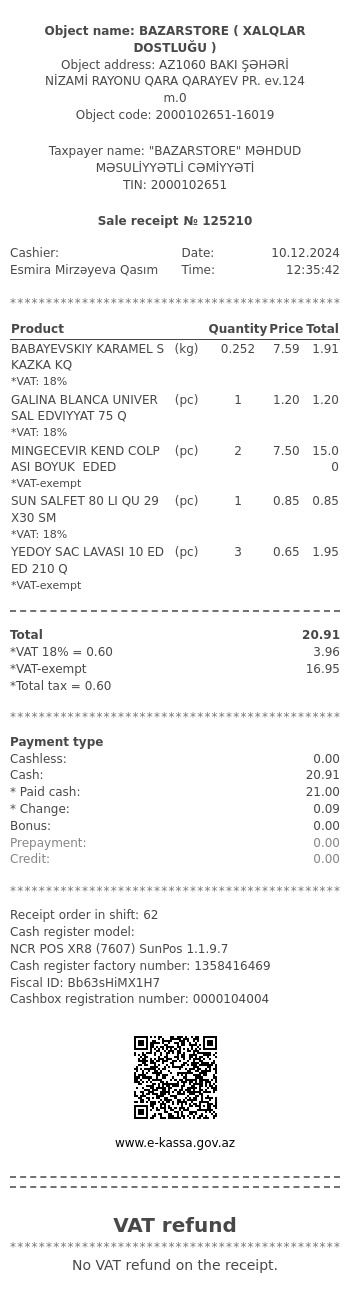 Object name: BAZARSTORE ( XALQLAR
DOSTLUĞU )
Object address: AZ1060 BAKI ŞƏHƏRİ
NİZAMİ RAYONU QARA QARAYEV PR. ev.124
m.0
Object code: 2000102651-16019
Taxpayer name: "BAZARSTORE" MƏHDUD
MƏSULİYYƏTLİ CƏMİYYƏTİ
TIN: 2000102651
Sale receipt № 125210
Cashier: Date: 10.12.2024
Esmira Mirzəyeva Qasım Time: 12:35:42
*********************************************
Product Quantity Price Total
BABAYEVSKIY KARAMEL S (kg) 0.252 7.59 1.91
KAZKA KQ
*VAT: 18%
GALINA BLANCA UNIVER (pc) 1 1.20 1.20
SAL EDVIYYAT 75 Q
*VAT: 18%
MINGECEVIR KEND COLP (pc) 2 7.50 15.0
ASI BOYUK  EDED 0
*VAT-exempt
SUN SALFET 80 LI QU 29 (pc) 1 0.85 0.85
X30 SM
*VAT: 18%
YEDOY SAC LAVASI 10 ED (pc) 3 0.65 1.95
ED 210 Q
*VAT-exempt
Total 20.91
*VAT 18% = 0.60 3.96
*VAT-exempt 16.95
*Total tax = 0.60
*********************************************
Payment type
Cashless: 0.00
Cash: 20.91
* Paid cash: 21.00
* Change: 0.09
Bonus: 0.00
Prepayment: 0.00
Credit: 0.00
*********************************************
Receipt order in shift: 62
Cash register model:
NCR POS XR8 (7607) SunPos 1.1.9.7
Cash register factory number: 1358416469
Fiscal ID: Bb63sHiMX1H7
Cashbox registration number: 0000104004
www.e-kassa.gov.az
VAT refund
*********************************************
No VAT refund on the receipt.